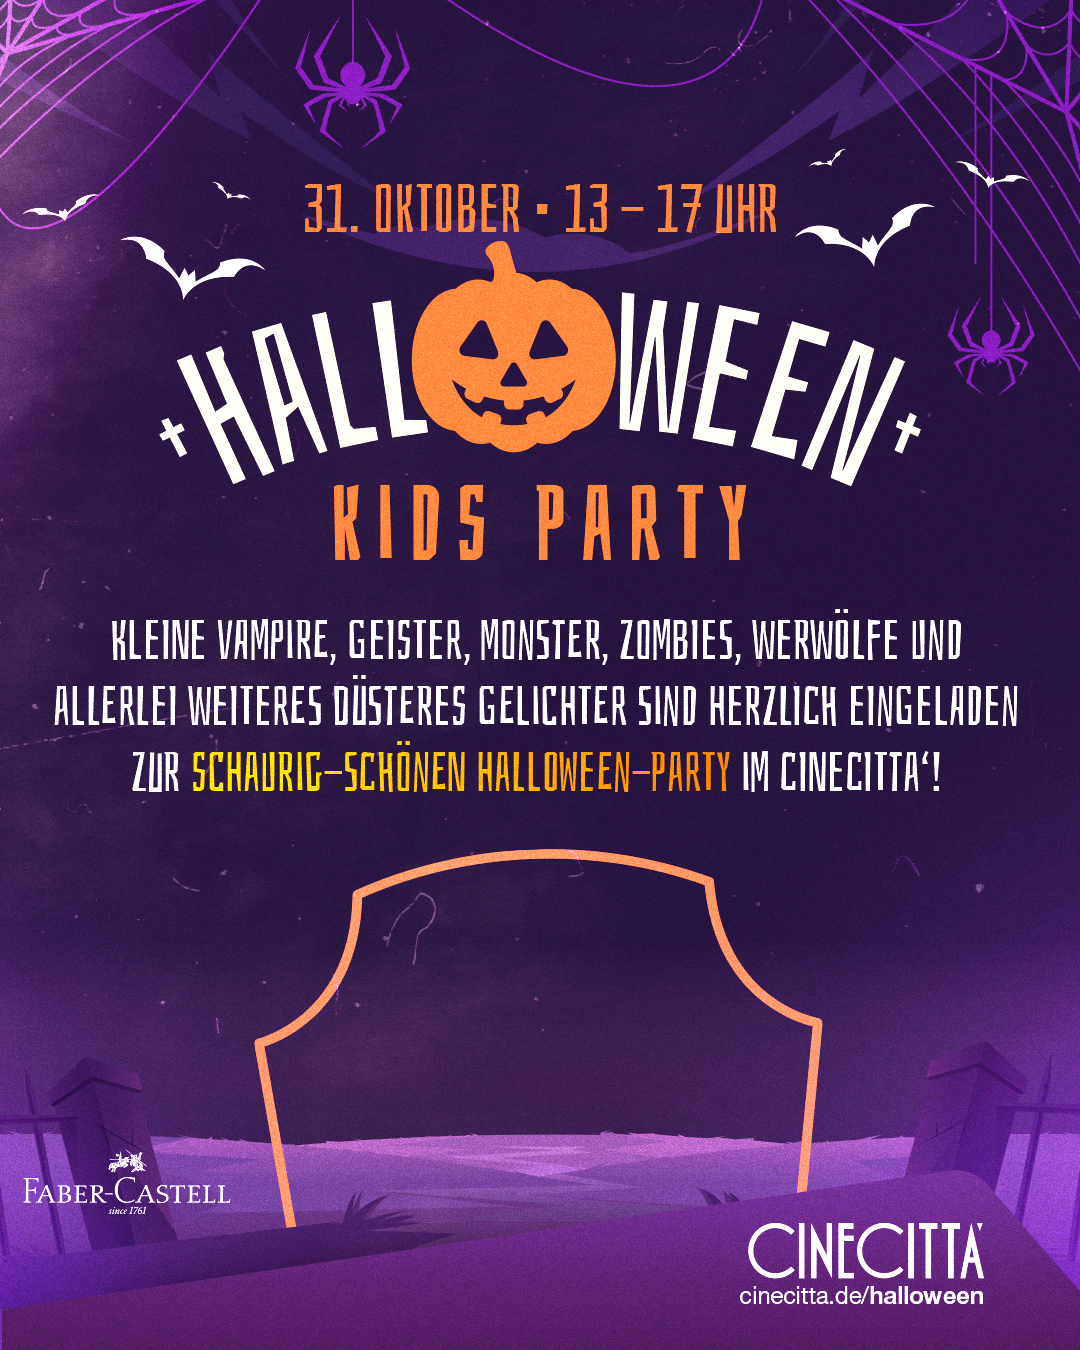 31. OKTOBER ▪ 13 – 17 UHR
HALLOWEEN
KIDS PARTY
KLEINE VAMPIRE, GEISTER, MONSTER, ZOMBIES, WERWÖLFE UND
ALLERLEI WEITERES DÜSTERES GELICHTER SIND HERZLICH EINGELADEN
ZUR SCHAURIG–SCHÖNEN HALLOWEEN–PARTY IM CINECITTA‘!
FABER-CASTELL
since 1761
CINECITTA'
cinecitta.de/halloween